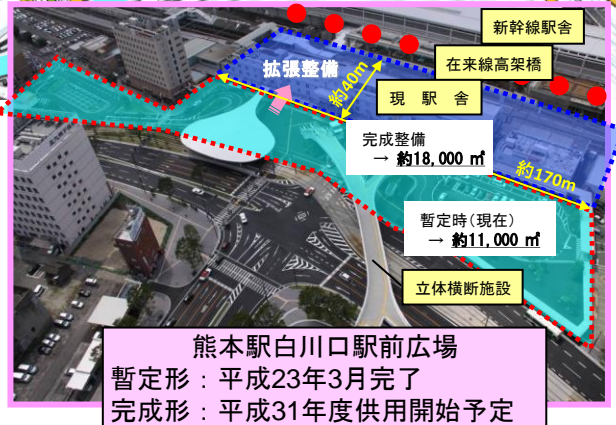 新幹線駅舎
在来線高架橋
拡張整備
約40m
現 駅 舎
完成整備
→ 約18,000 ㎡
約170m
暫定時(現在)
→ 約11,000 ㎡
立体横断施設
熊本駅白川口駅前広場
暫定形：平成23年3月完了
完成形：平成31年度供用開始予定